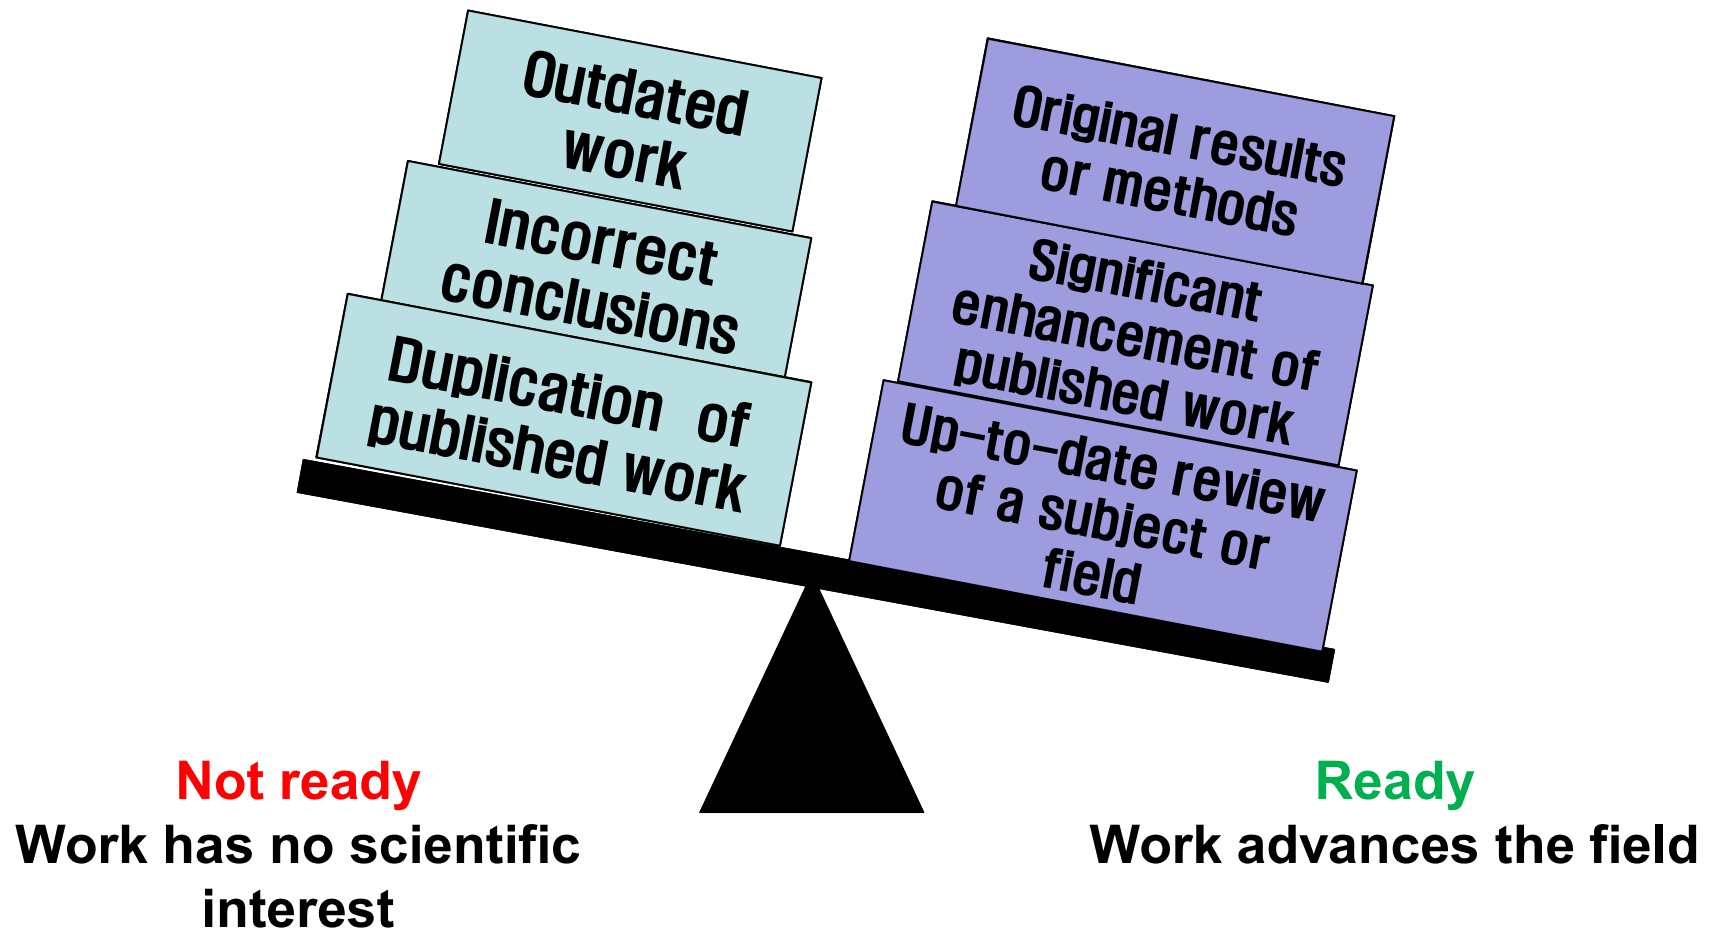 Outdated
work
Incorrect
conclusions
Duplication of
published work
Original results
or methods
Significant
enhancement of
published work
Up-to-date review
of a subject or
field
Not ready
Work has no scientific
interest
Ready
Work advances the field